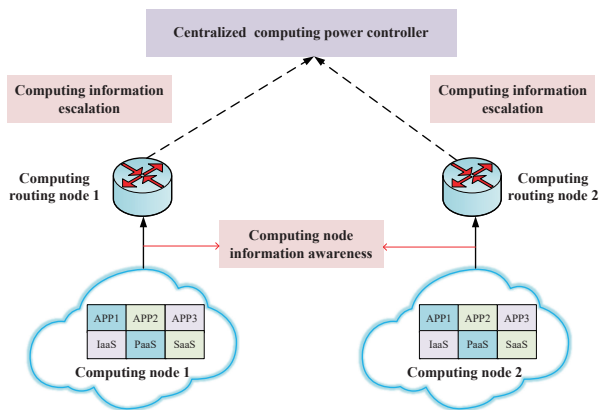 Centralized computing power controller
Computing information
escalation
Computing information
escalation
Computing
routing node 1
Computing
routing node 2
Computing node
information awareness
APP1 APP2 APP3
IaaS PaaS SaaS
Computing node 1
APP1 APP2 APP3
IaaS PaaS SaaS
Computing node 2